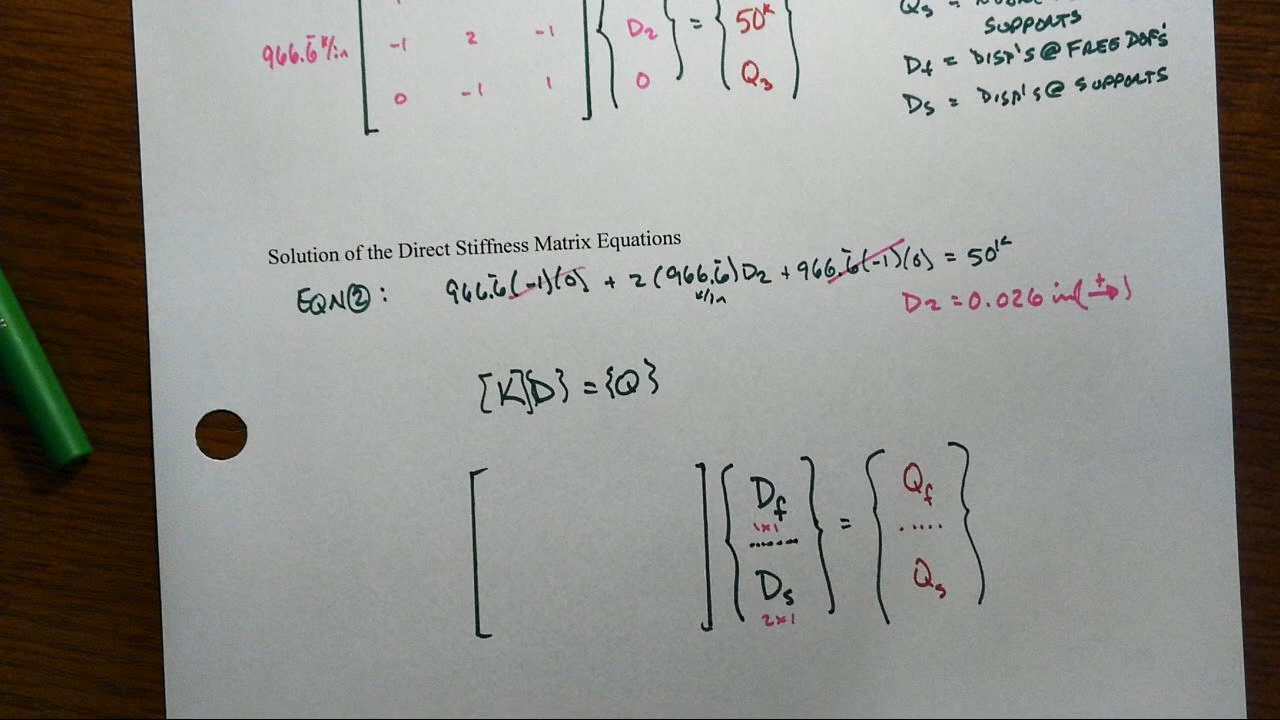 966.6̅ k/in [ -1 2 -1 ] { D2 } = { 50ᴷ }
0 -1 1 0 Q3
Qs =
SUPPORTS
Df = DISP'S @ FREE DOF'S
Ds = DISP'S @ SUPPORTS
Solution of the Direct Stiffness Matrix Equations
EQN②: 966.6̅(-1)(0) + 2(966.6̅)D2 + 966.6̅(-1)(0) = 50ᴷ
k/in
D2 = 0.026 in (+→)
[K]{D} = {Q}
[ ] { Df } = { Qf }
1x1
....... .....
Ds Qs
2x1